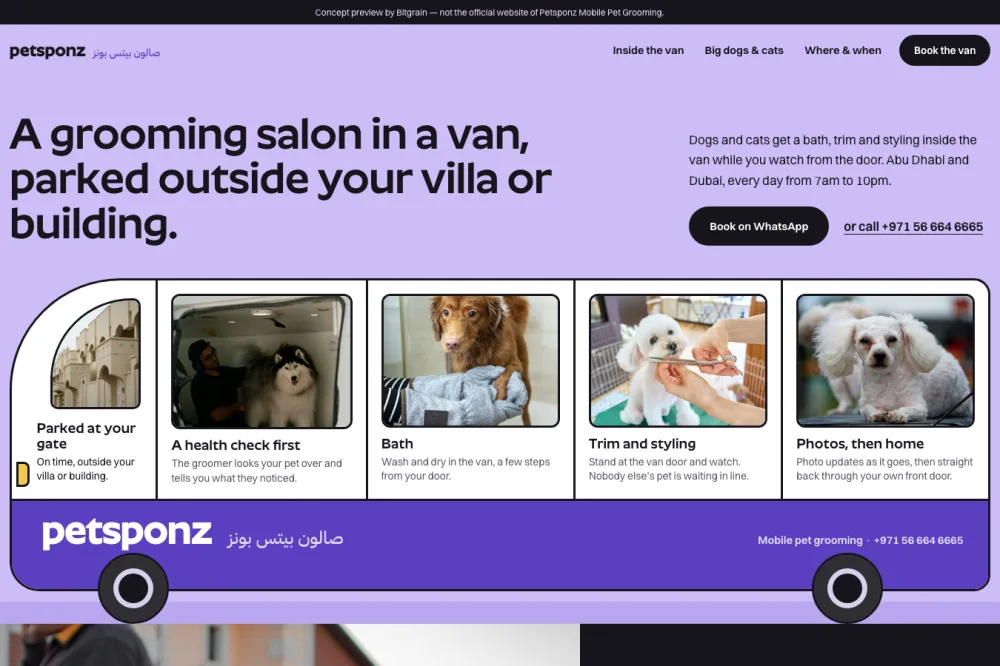 Concept preview by Bitgrain — not the official website of Petsponz Mobile Pet Grooming.
petsponz صالون بيتس بونز
Inside the van
Big dogs & cats
Where & when
Book the van
A grooming salon in a van,
parked outside your villa or
building.
Dogs and cats get a bath, trim and styling inside the
van while you watch from the door. Abu Dhabi and
Dubai, every day from 7am to 10pm.
Book on WhatsApp
or call +971 56 664 6665
Parked at your
gate
On time, outside your
villa or building.
A health check first
The groomer looks your pet over and
tells you what they noticed.
Bath
Wash and dry in the van, a few steps
from your door.
Trim and styling
Stand at the van door and watch.
Nobody else's pet is waiting in line.
Photos, then home
Photo updates as it goes, then straight
back through your own front door.
petsponz صالون بيتس بونز
Mobile pet grooming · +971 56 664 6665